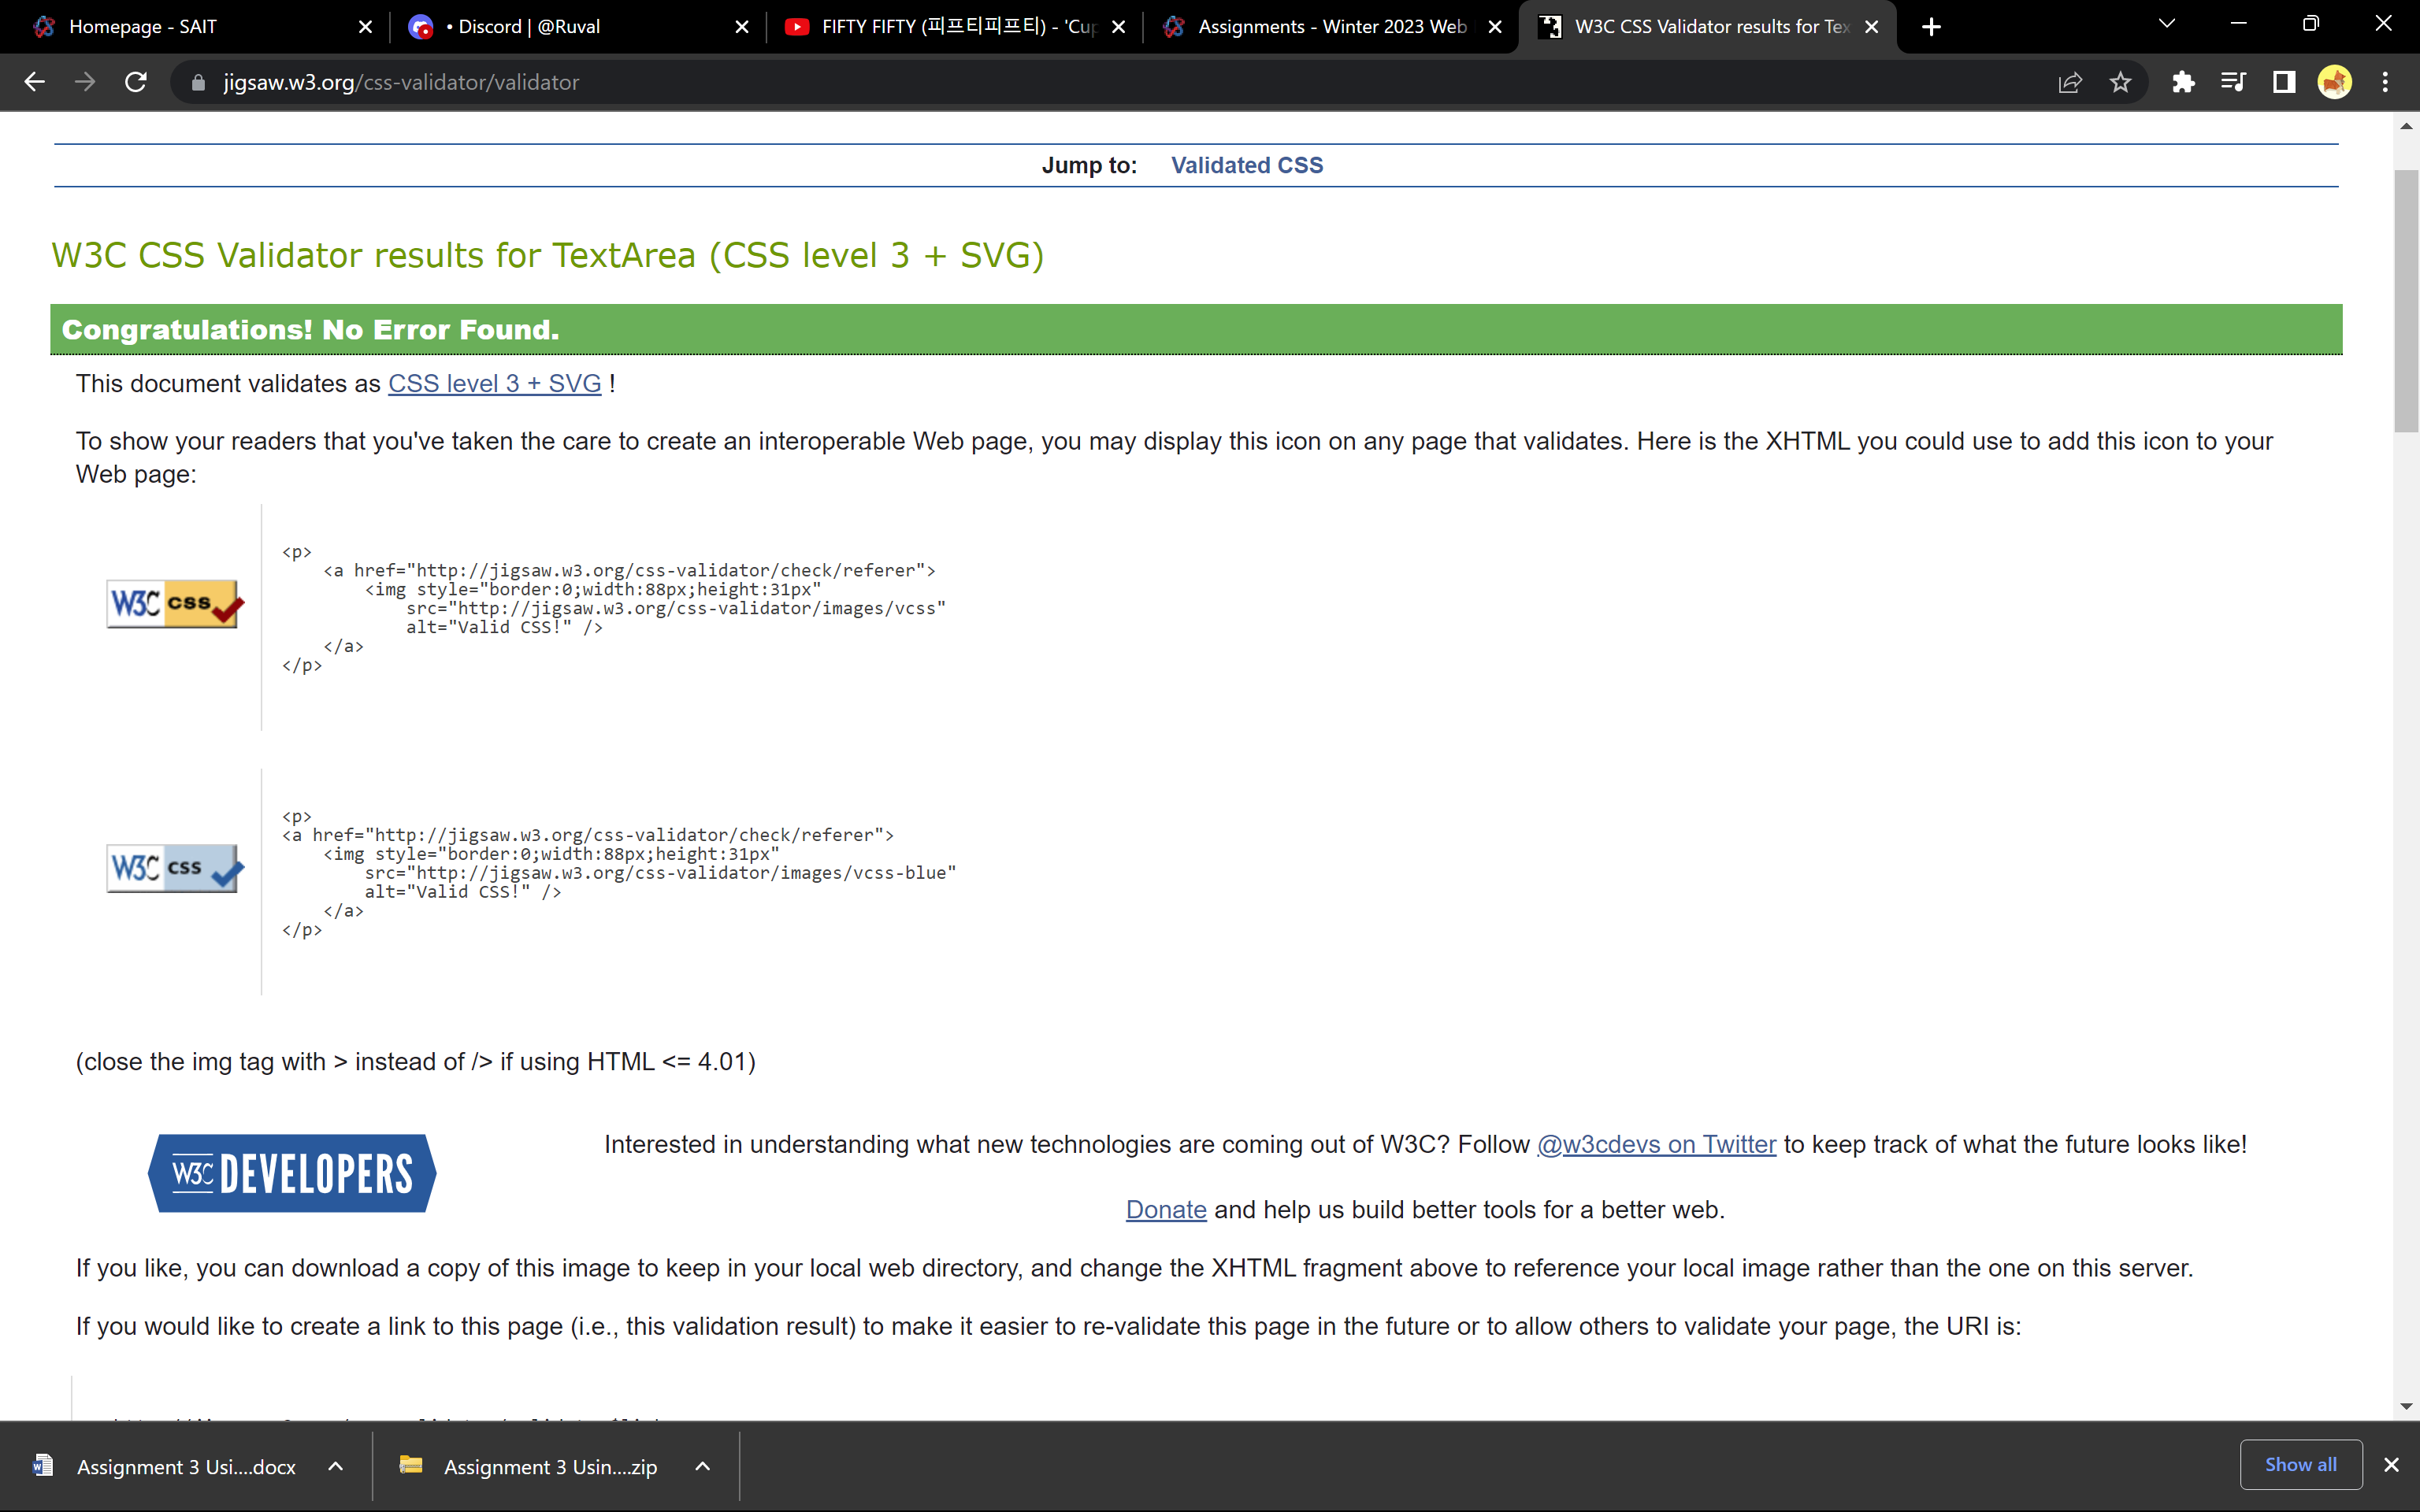 Homepage - SAIT
• Discord | @Ruval
FIFTY FIFTY (피프티피프티) - 'Cup
Assignments - Winter 2023 Web
W3C CSS Validator results for Tex
jigsaw.w3.org/css-validator/validator
Jump to: Validated CSS
W3C CSS Validator results for TextArea (CSS level 3 + SVG)
Congratulations! No Error Found.
This document validates as CSS level 3 + SVG !
To show your readers that you've taken the care to create an interoperable Web page, you may display this icon on any page that validates. Here is the XHTML you could use to add this icon to your
Web page:
W3C css
<p>
<a href="http://jigsaw.w3.org/css-validator/check/referer">
<img style="border:0;width:88px;height:31px"
src="http://jigsaw.w3.org/css-validator/images/vcss"
alt="Valid CSS!" />
</a>
</p>
W3C css
<p>
<a href="http://jigsaw.w3.org/css-validator/check/referer">
<img style="border:0;width:88px;height:31px"
src="http://jigsaw.w3.org/css-validator/images/vcss-blue"
alt="Valid CSS!" />
</a>
</p>
(close the img tag with > instead of /> if using HTML <= 4.01)
W3C DEVELOPERS
Interested in understanding what new technologies are coming out of W3C? Follow @w3cdevs on Twitter to keep track of what the future looks like!
Donate and help us build better tools for a better web.
If you like, you can download a copy of this image to keep in your local web directory, and change the XHTML fragment above to reference your local image rather than the one on this server.
If you would like to create a link to this page (i.e., this validation result) to make it easier to re-validate this page in the future or to allow others to validate your page, the URI is:
Assignment 3 Usi....docx
Assignment 3 Usin....zip
Show all